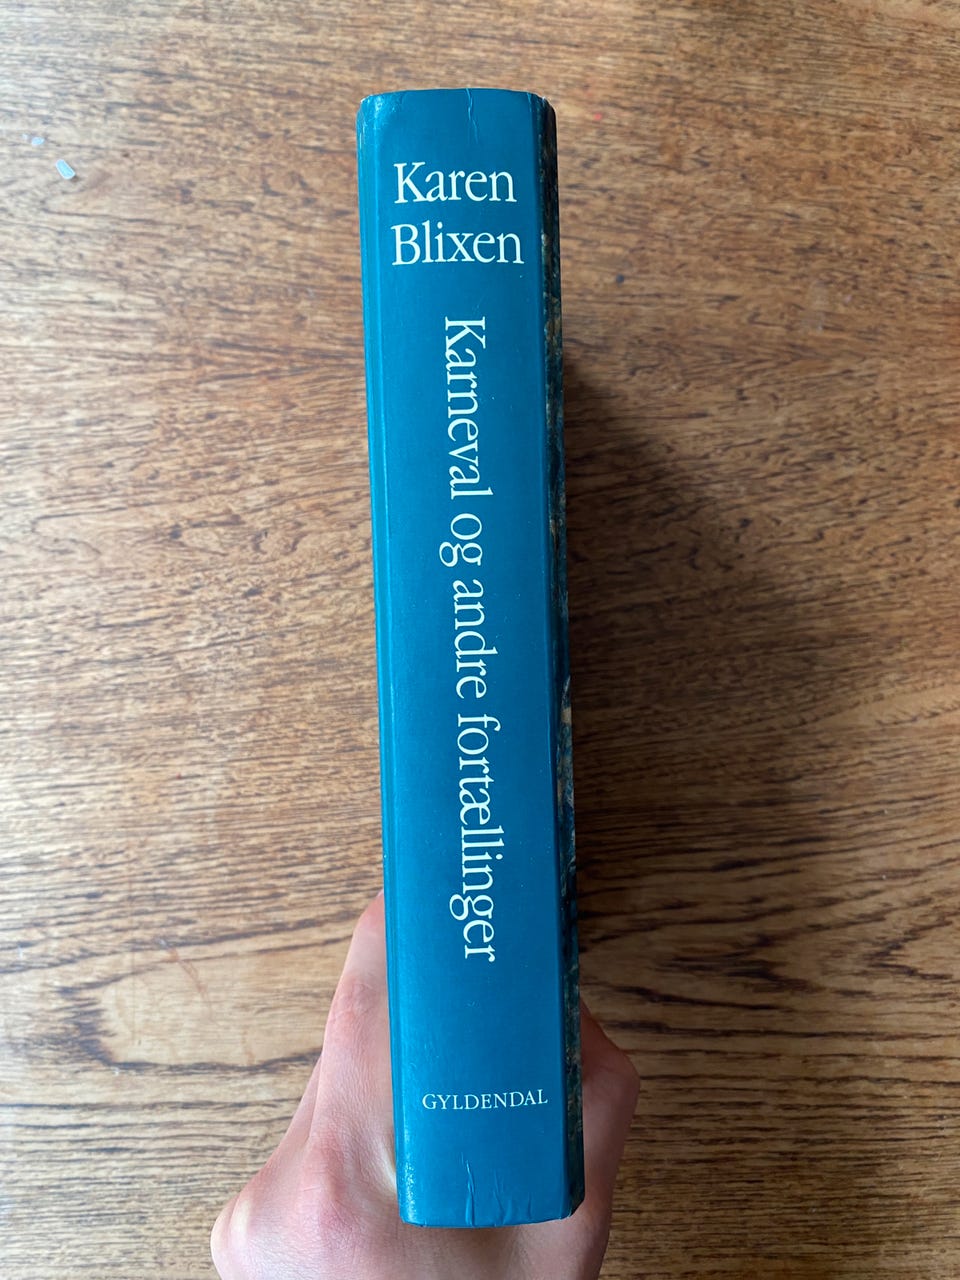 Karen
Blixen
Karneval og andre fortællinger
GYLDENDAL